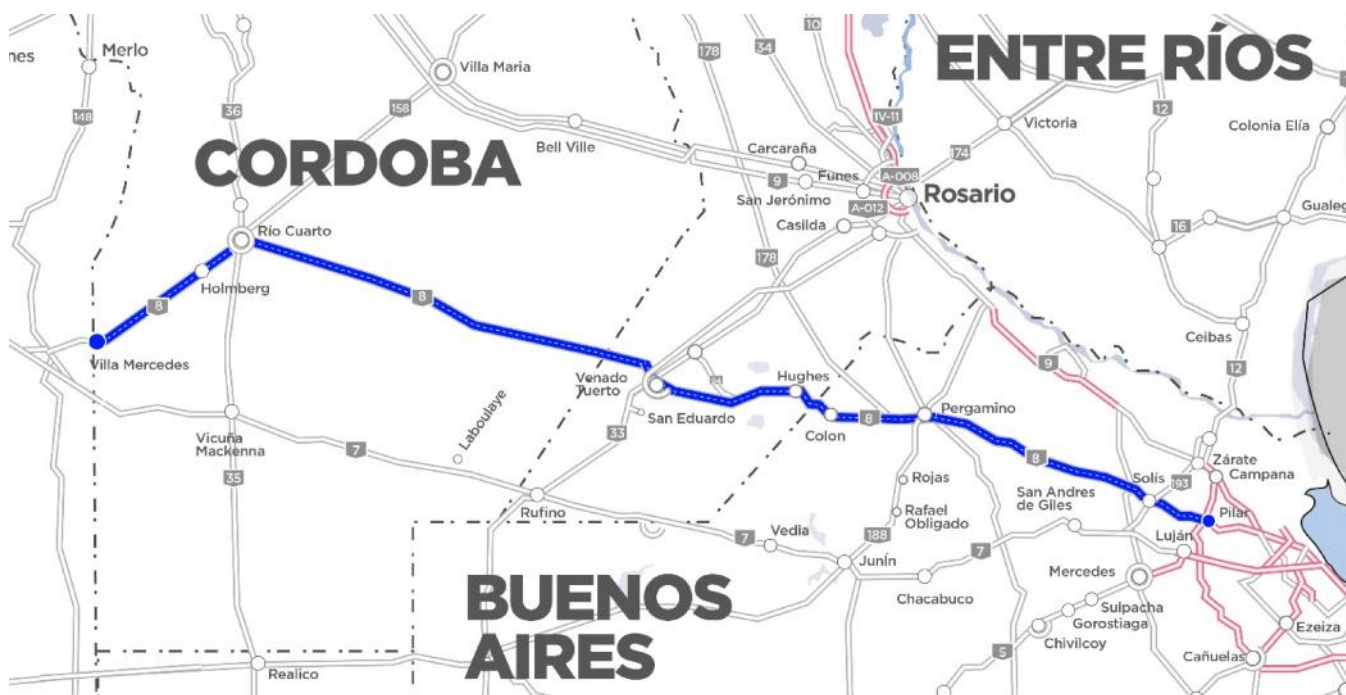 nes
Merlo
148
36
Villa Maria
158
Bell Ville
CORDOBA
178
34
10
ENTRE RÍOS
1V-11
12
Victoria
174
Colonia Elía
Carcaraña
Funes
A-008
9
San Jerónimo
A-012
Rosario
Casilda
Gualeg
16
178
Río Cuarto
Holmberg
8
8
Villa Mercedes
Ceibas
9
12
Venado
Tuerto
Hughes
San Eduardo
Colon
8
Pergamino
33
Laboulaye
Vicuña
Mackenna
7
35
Rufino
8
Rojas
Rafael
Obligado
San Andres
de Giles
Solís
193
Zárate
Campana
Pilar
Luján
7
Vedia
188
Junín
7
Chacabuco
Mercedes
Suipacha
Gorostiaga
Chivilcoy
5
Ezeiza
Cañuelas
BUENOS
AIRES
Realico